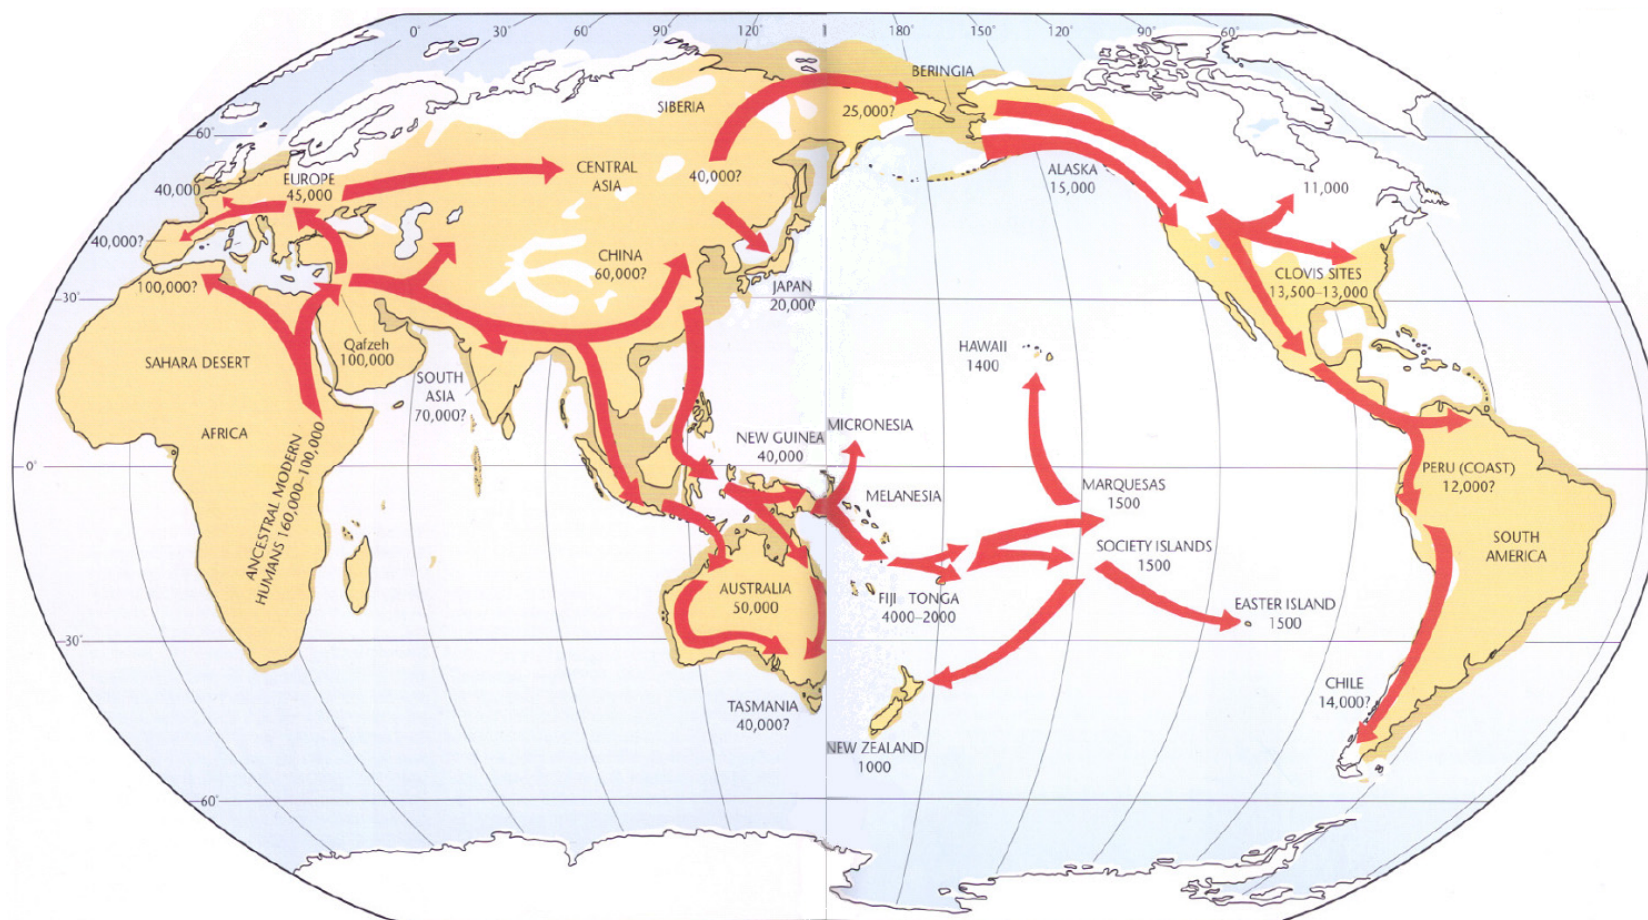 0°
30°
60°
90°
120°
180°
150°
120°
90°
60°
BERINGIA
SIBERIA
25,000?
60°
EUROPE
45,000
40,000
CENTRAL
ASIA
40,000?
ALASKA
15,000
11,000
40,000?
CHINA
60,000?
CLOVIS SITES
13,500–13,000
100,000?
JAPAN
20,000
30°
Qafzeh
100,000
SAHARA DESERT
SOUTH
ASIA
70,000?
HAWAII
1400
AFRICA
MICRONESIA
NEW GUINEA
40,000
0°
PERU (COAST)
12,000?
MARQUESAS
1500
MELANESIA
ANCESTRAL MODERN
HUMANS 160,000–100,000
SOUTH
AMERICA
SOCIETY ISLANDS
1500
AUSTRALIA
50,000
FIJI TONGA
4000–2000
EASTER ISLAND
1500
30°
CHILE
14,000?
TASMANIA
40,000?
NEW ZEALAND
1000
60°